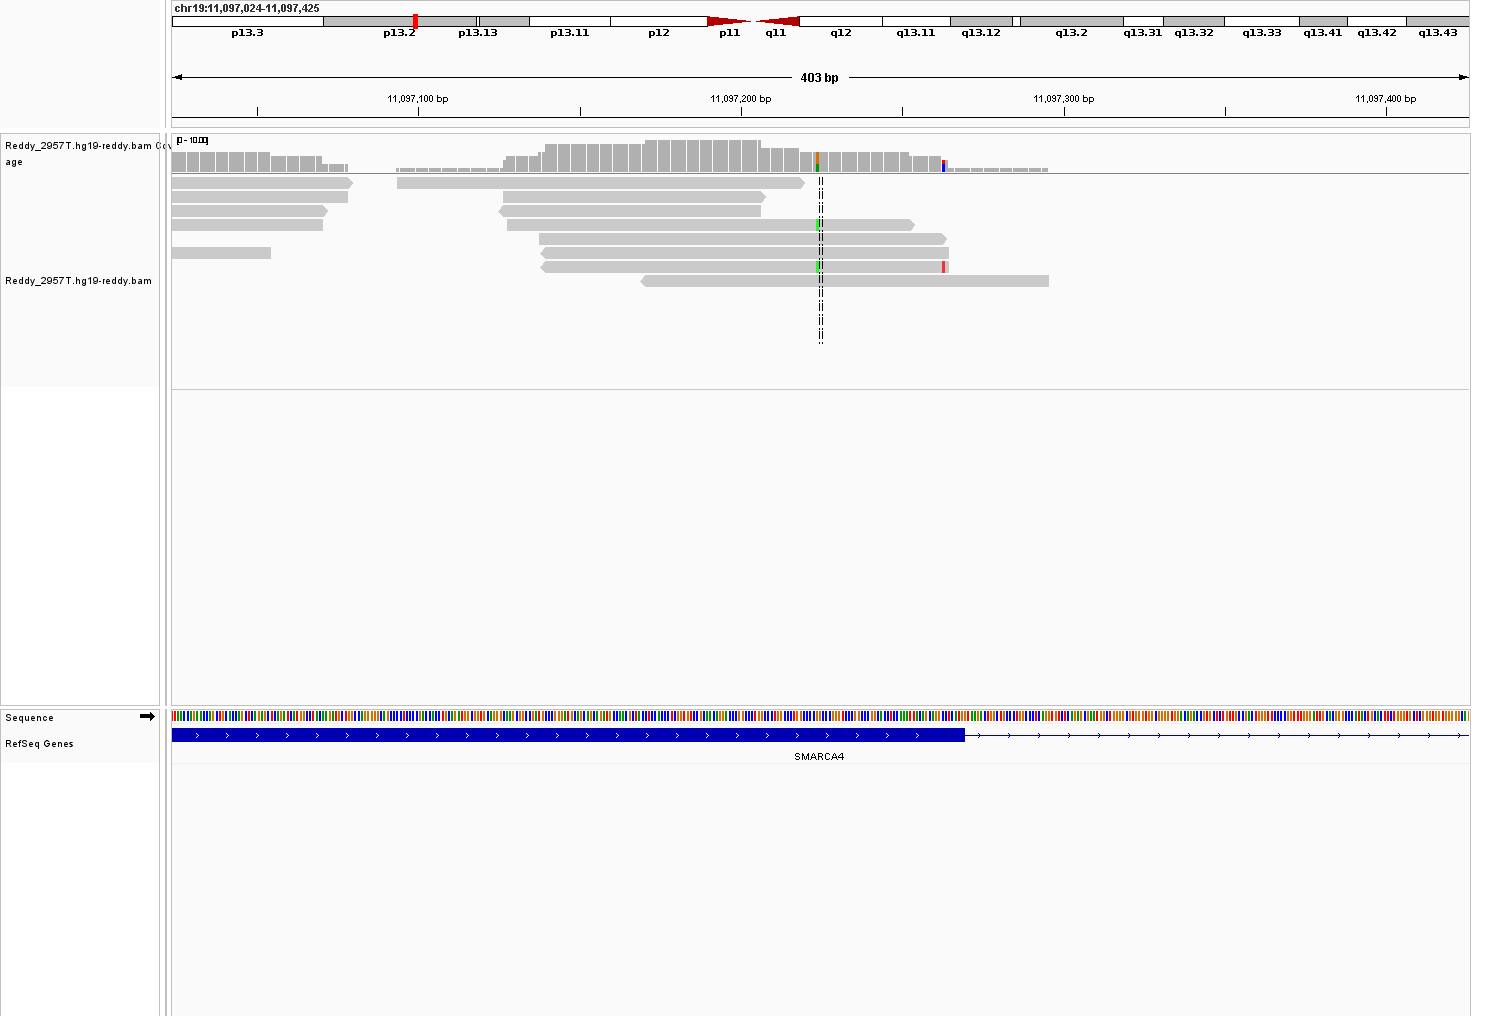 chr19:11,097,024-11,097,425
p13.3 p13.2 p13.13 p13.11 p12 p11 q11 q12 q13.11 q13.12 q13.2 q13.31 q13.32 q13.33 q13.41 q13.42 q13.43
403 bp
11,097,100 bp 11,097,200 bp 11,097,300 bp 11,097,400 bp
[0 - 10.00]
Reddy_2957T.hg19-reddy.bam Cov
age
Reddy_2957T.hg19-reddy.bam
Sequence
RefSeq Genes
SMARCA4